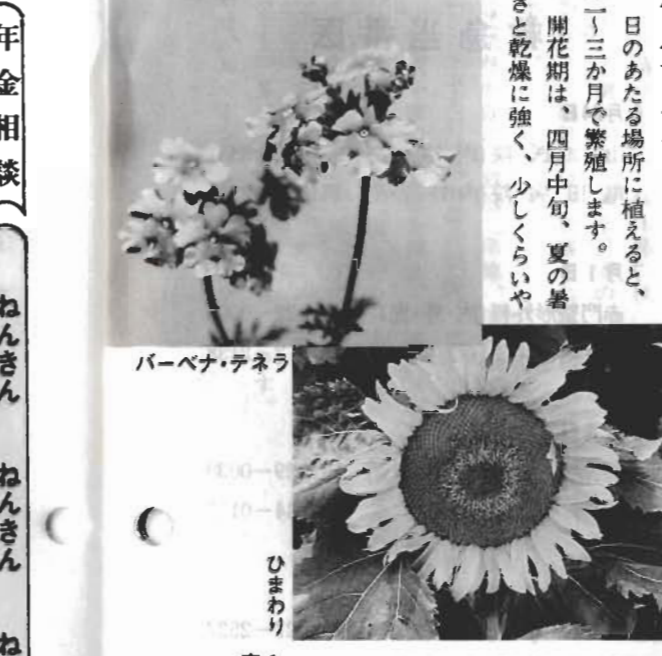 日のあたる場所に植えると、
二〜三か月で繁殖します。
開花期は、四月中旬、夏の暑
さと乾燥に強く、少しくらいや
バーベナ・テネラ
ひまわり
年金相談
ねんきん ねんきん ね